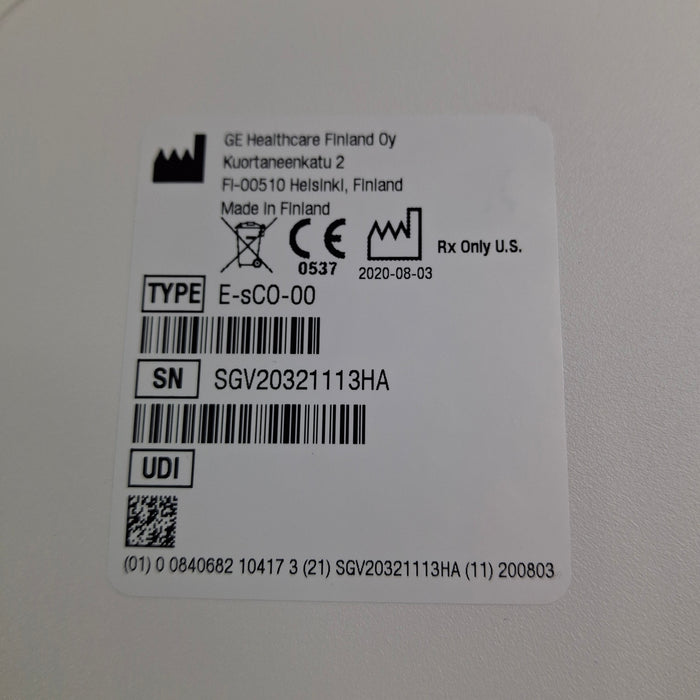 GE Healthcare Finland Oy
Kuortaneenkatu 2
FI-00510 Helsinki, Finland
Made in Finland
CE
0537
2020-08-03
Rx Only U.S.
TYPE E-sCO-00
SN SGV20321113HA
UDI
(01) 0 0840682 10417 3 (21) SGV20321113HA (11) 200803